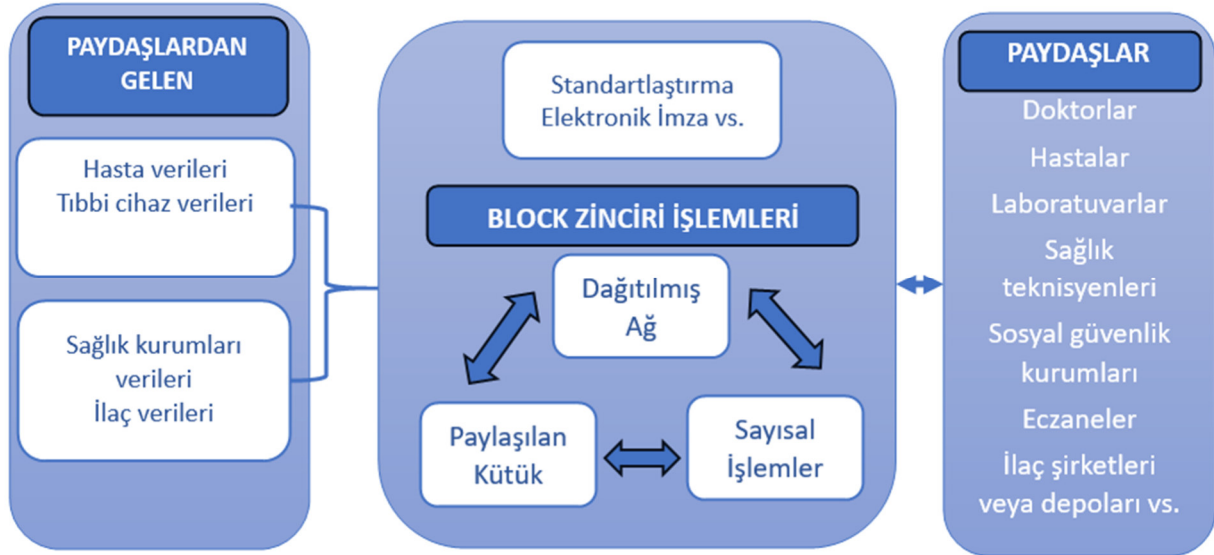 PAYDAŞLARDAN
GELEN
Hasta verileri
Tıbbi cihaz verileri
Sağlık kurumları
verileri
İlaç verileri
Standartlaştırma
Elektronik İmza vs.
BLOCK ZİNCİRİ İŞLEMLERİ
Dağıtılmış
Ağ
Paylaşılan
Kütük
Sayısal
İşlemler
PAYDAŞLAR
Doktorlar
Hastalar
Laboratuvarlar
Sağlık
teknisyenleri
Sosyal güvenlik
kurumları
Eczaneler
İlaç şirketleri
veya depoları vs.